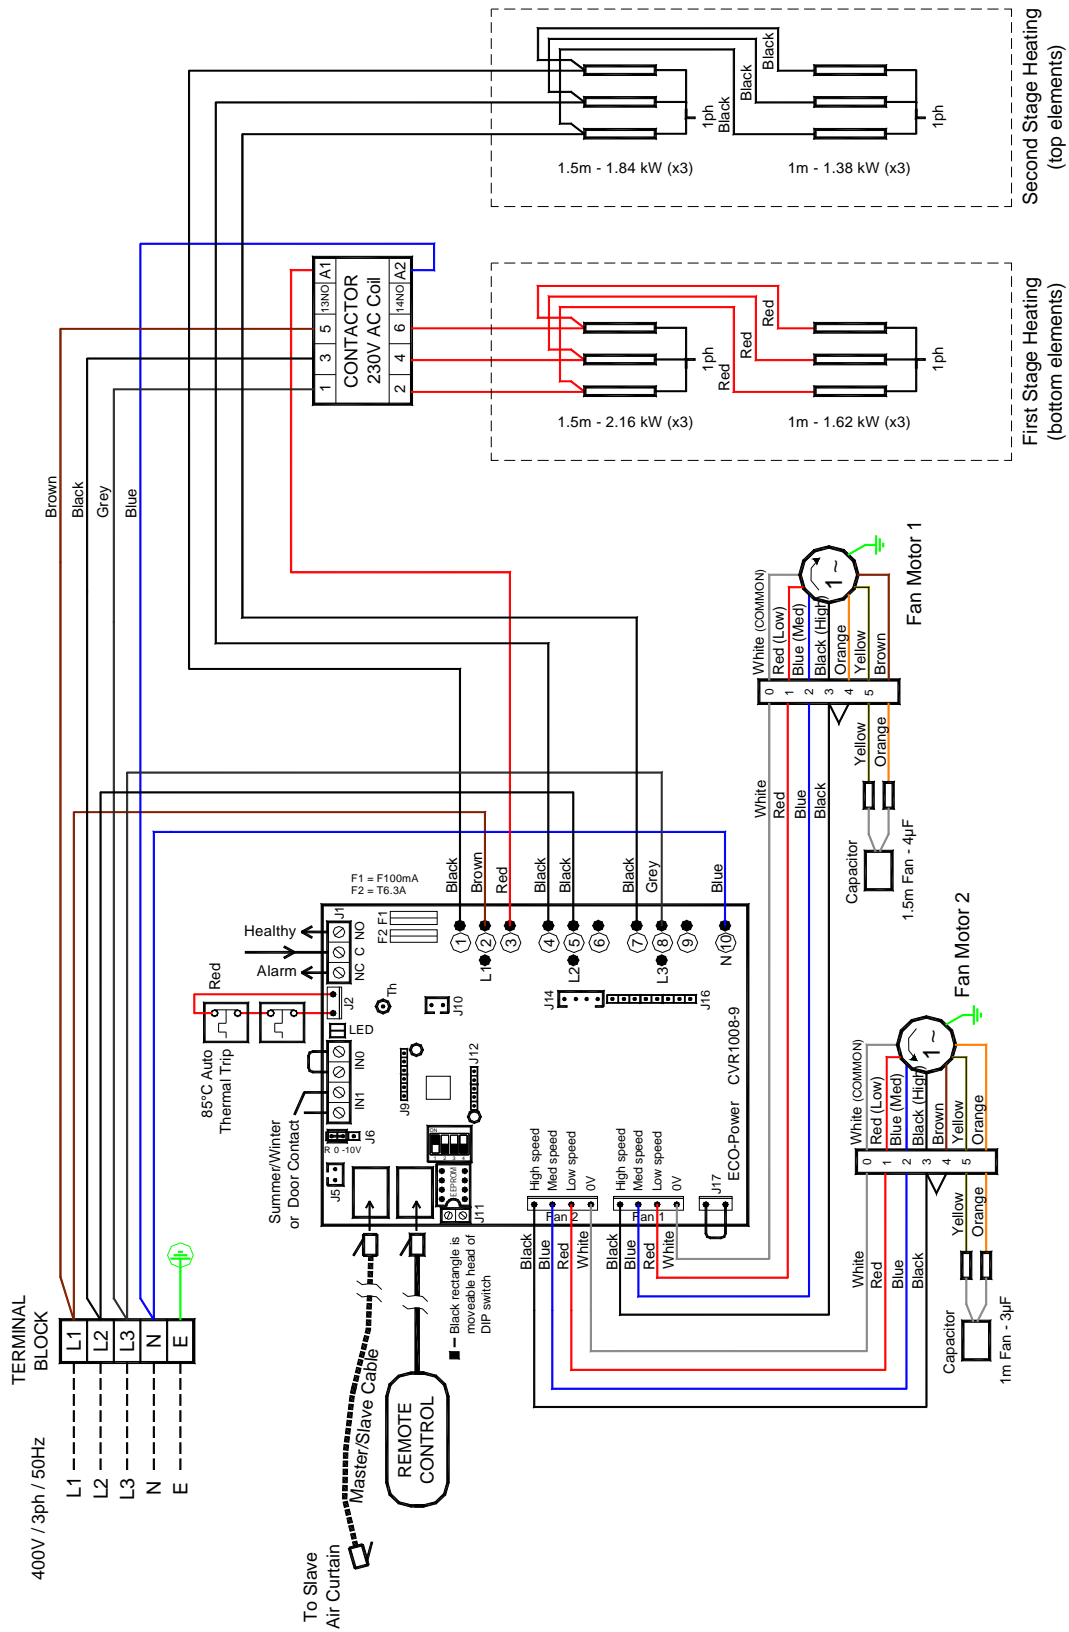 400V / 3ph / 50Hz
TERMINAL
BLOCK
L1
L2
L3
N
E
L1
L2
L3
N
E
Brown
Black
Grey
Blue
CONTACTOR
230V AC Coil
1
3
5
13NO
A1
2
4
6
14NO
A2
Second Stage Heating
(top elements)
1.5m - 1.84 kW (x3)
1m - 1.38 kW (x3)
1ph
1ph
Black
Black
Black
First Stage Heating
(bottom elements)
1.5m - 2.16 kW (x3)
1m - 1.62 kW (x3)
1ph
1ph
Red
Red
Red
To Slave
Air Curtain
Master/Slave Cable
REMOTE
CONTROL
Black rectangle is
moveable head of
DIP switch
Summer/Winter
or Door Contact
85°C Auto
Thermal Trip
Red
Alarm
Healthy
F1 = F100mA
F2 = T6.3A
J1
NO
C
NC
F2
F1
J2
Th
LED
IN0
IN1
J6
R 0 -10V
J5
J9
J10
J12
J14
J16
J11
J17
ON
1 2 3 4
EEPROM
ECO-Power CVR1008-9
High speed
Med speed
Low speed
0V
Fan 2
High speed
Med speed
Low speed
0V
Fan 1
Black
Blue
Red
White
Black
Blue
Red
White
1
2
3
4
5
6
7
8
9
N 10
L1
L2
L3
Black
Brown
Red
Black
Black
Black
Grey
Blue
White
Red
Blue
Black
0
1
2
3
4
5
White (COMMON)
Red (Low)
Blue (Med)
Black (High)
Orange
Yellow
Brown
1 ~
Fan Motor 1
Yellow
Orange
Capacitor
1.5m Fan - 4µF
White
Red
Blue
Black
0
1
2
3
4
5
White (COMMON)
Red (Low)
Blue (Med)
Black (High)
Brown
Yellow
Orange
1 ~
Fan Motor 2
Yellow
Orange
Capacitor
1m Fan - 3µF